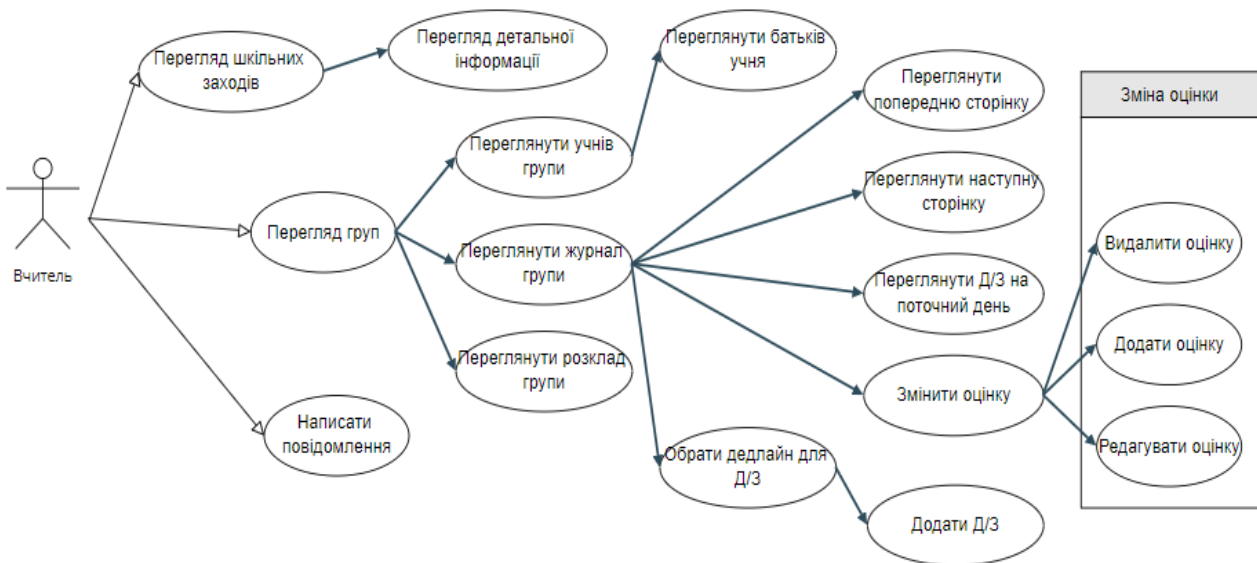 Перегляд шкільних
заходів
Перегляд детальної
інформації
Переглянути батьків
учня
Переглянути
попередню сторінку
Зміна оцінки
Переглянути учнів
групи
Переглянути наступну
сторінку
Вчитель
Перегляд груп
Переглянути журнал
групи
Видалити оцінку
Переглянути Д/З на
поточний день
Переглянути розклад
групи
Додати оцінку
Змінити оцінку
Написати
повідомлення
Обрати дедлайн для
Д/З
Редагувати оцінку
Додати Д/З